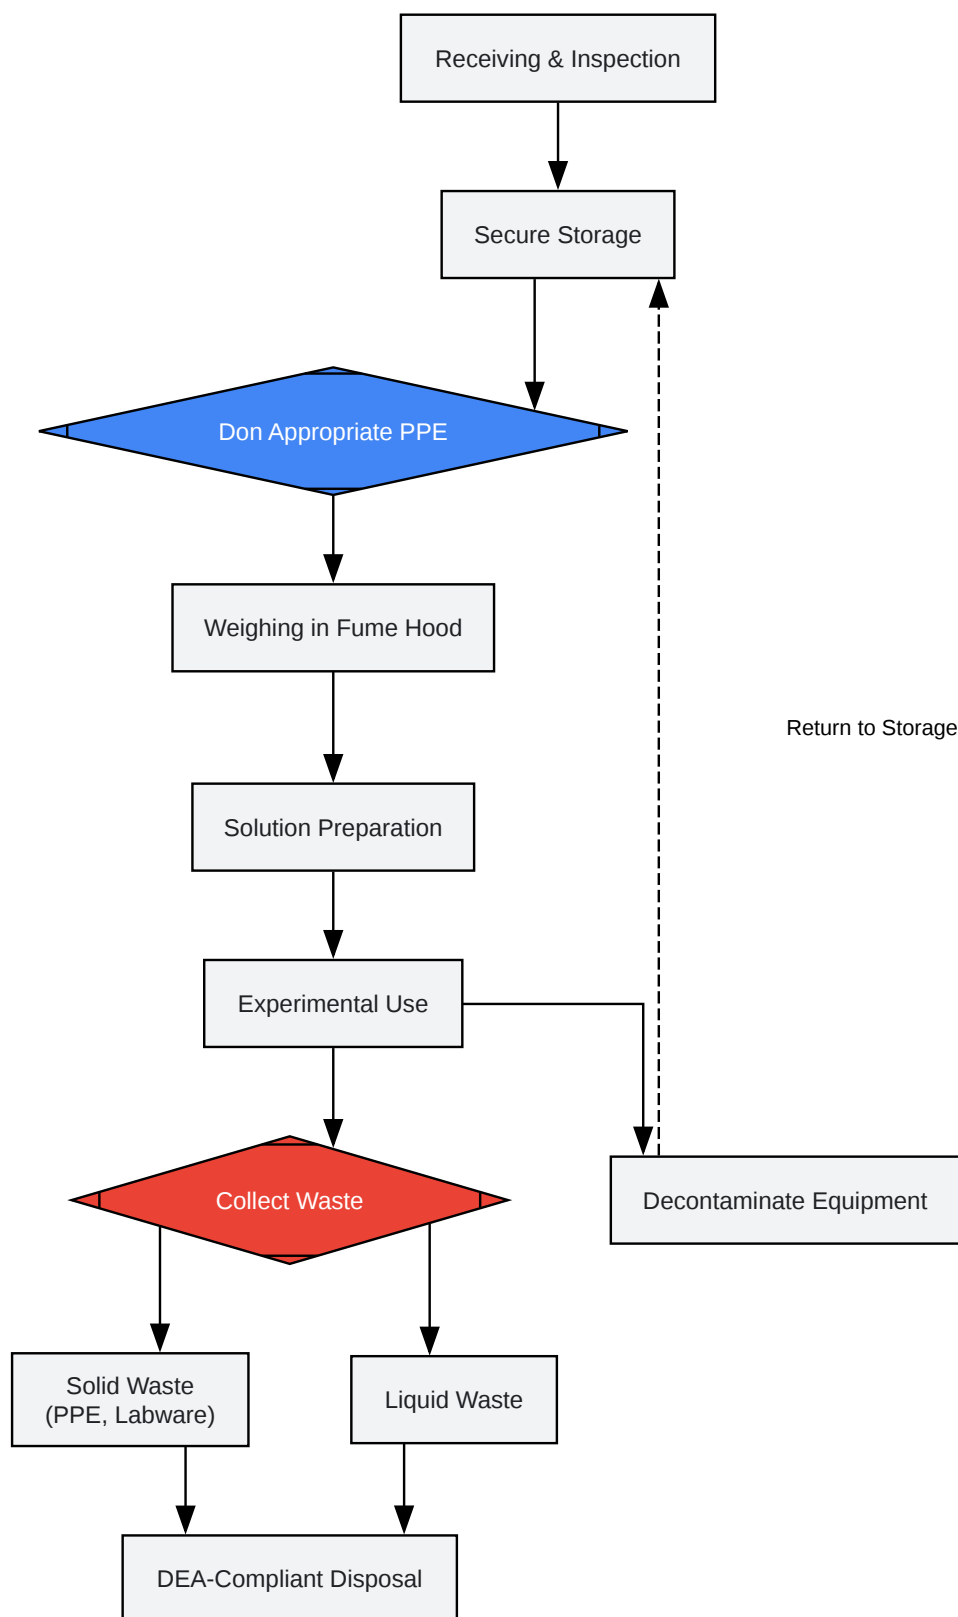 Receiving & Inspection
Secure Storage
Don Appropriate PPE
Weighing in Fume Hood
Return to Storage
Solution Preparation
Experimental Use
Collect Waste
Decontaminate Equipment
Solid Waste
(PPE, Labware)
Liquid Waste
DEA-Compliant Disposal